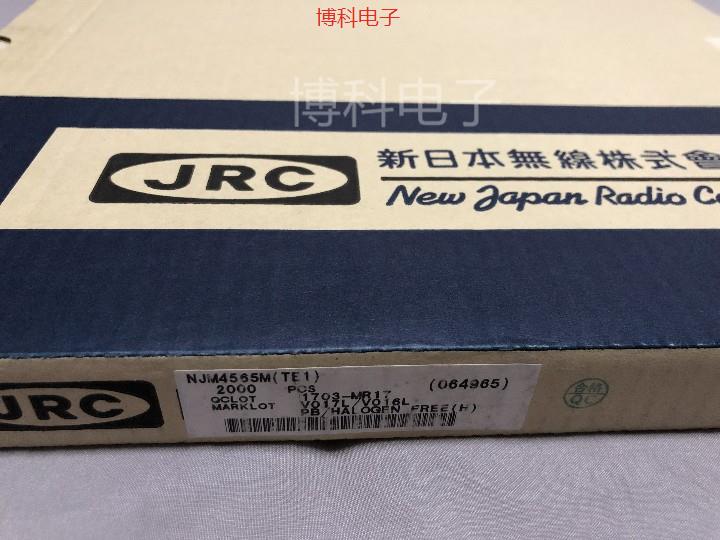 博科电子
博科电子
JRC
新日本無線株式會
New Japan Radio Co
NJM4565M(TE1)
2000 PCS
(064965)
QCLOT 1703-MR17
MARKLOT V017L/V016L
PB/HALOGEN FREE(H)
合格
QC
JRC